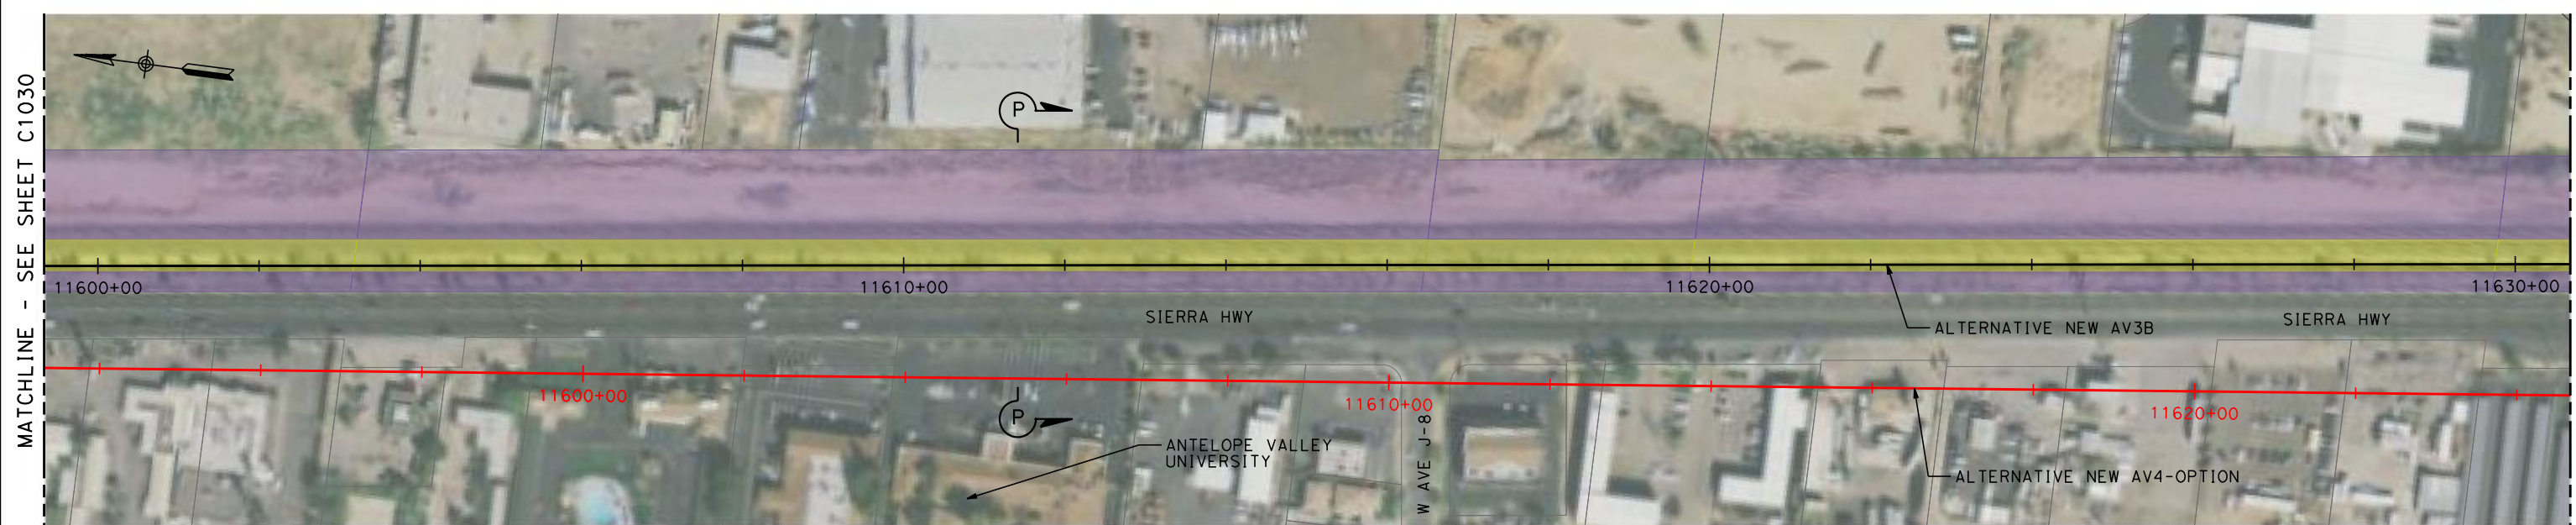 MATCHLINE - SEE SHEET C1030
P
11600+00
11610+00
11620+00
11630+00
SIERRA HWY
SIERRA HWY
ALTERNATIVE NEW AV3B
11600+00
11610+00
11620+00
P
ANTELOPE VALLEY
UNIVERSITY
W AVE J-8
ALTERNATIVE NEW AV4-OPTION